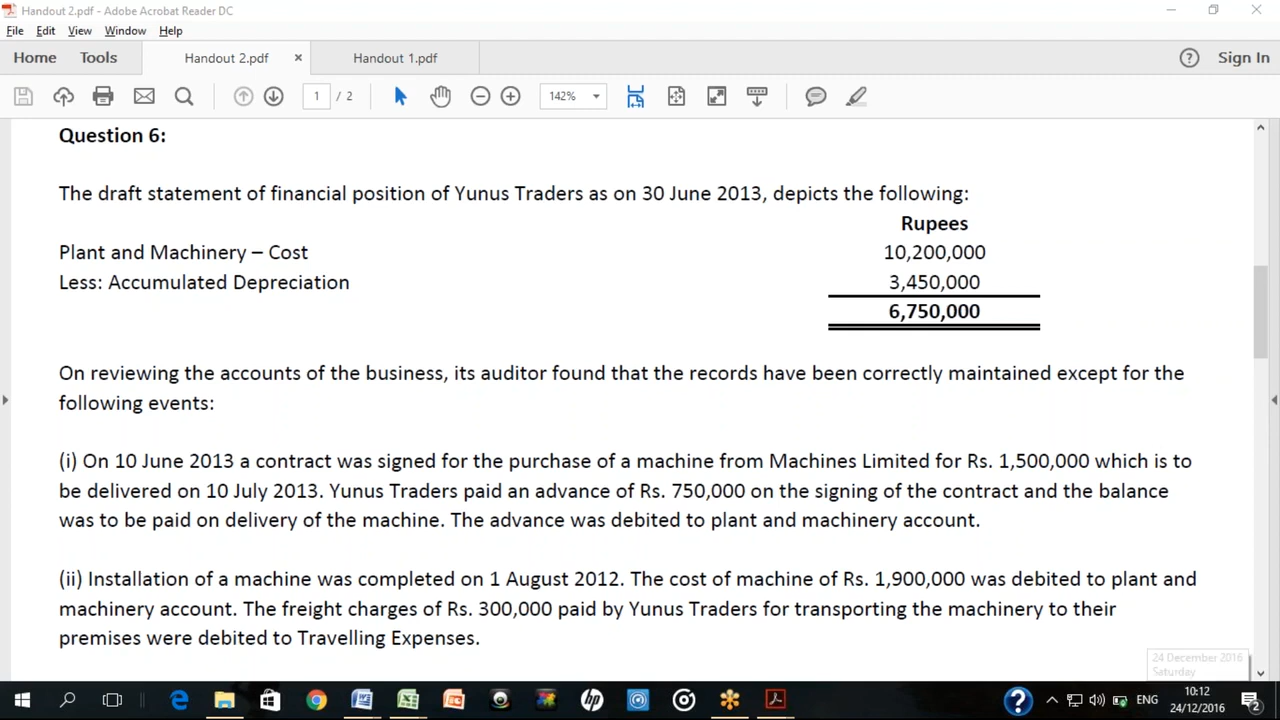 Handout 2.pdf - Adobe Acrobat Reader DC
File Edit View Window Help
Home Tools Handout 2.pdf × Handout 1.pdf ? Sign In
1 / 2 142%
Question 6:
The draft statement of financial position of Yunus Traders as on 30 June 2013, depicts the following:
Rupees
Plant and Machinery – Cost 10,200,000
Less: Accumulated Depreciation 3,450,000
6,750,000
On reviewing the accounts of the business, its auditor found that the records have been correctly maintained except for the
following events:
(i) On 10 June 2013 a contract was signed for the purchase of a machine from Machines Limited for Rs. 1,500,000 which is to
be delivered on 10 July 2013. Yunus Traders paid an advance of Rs. 750,000 on the signing of the contract and the balance
was to be paid on delivery of the machine. The advance was debited to plant and machinery account.
(ii) Installation of a machine was completed on 1 August 2012. The cost of machine of Rs. 1,900,000 was debited to plant and
machinery account. The freight charges of Rs. 300,000 paid by Yunus Traders for transporting the machinery to their
premises were debited to Travelling Expenses.
24 December 2016
Saturday
hp ? ENG 10:12
24/12/2016 2